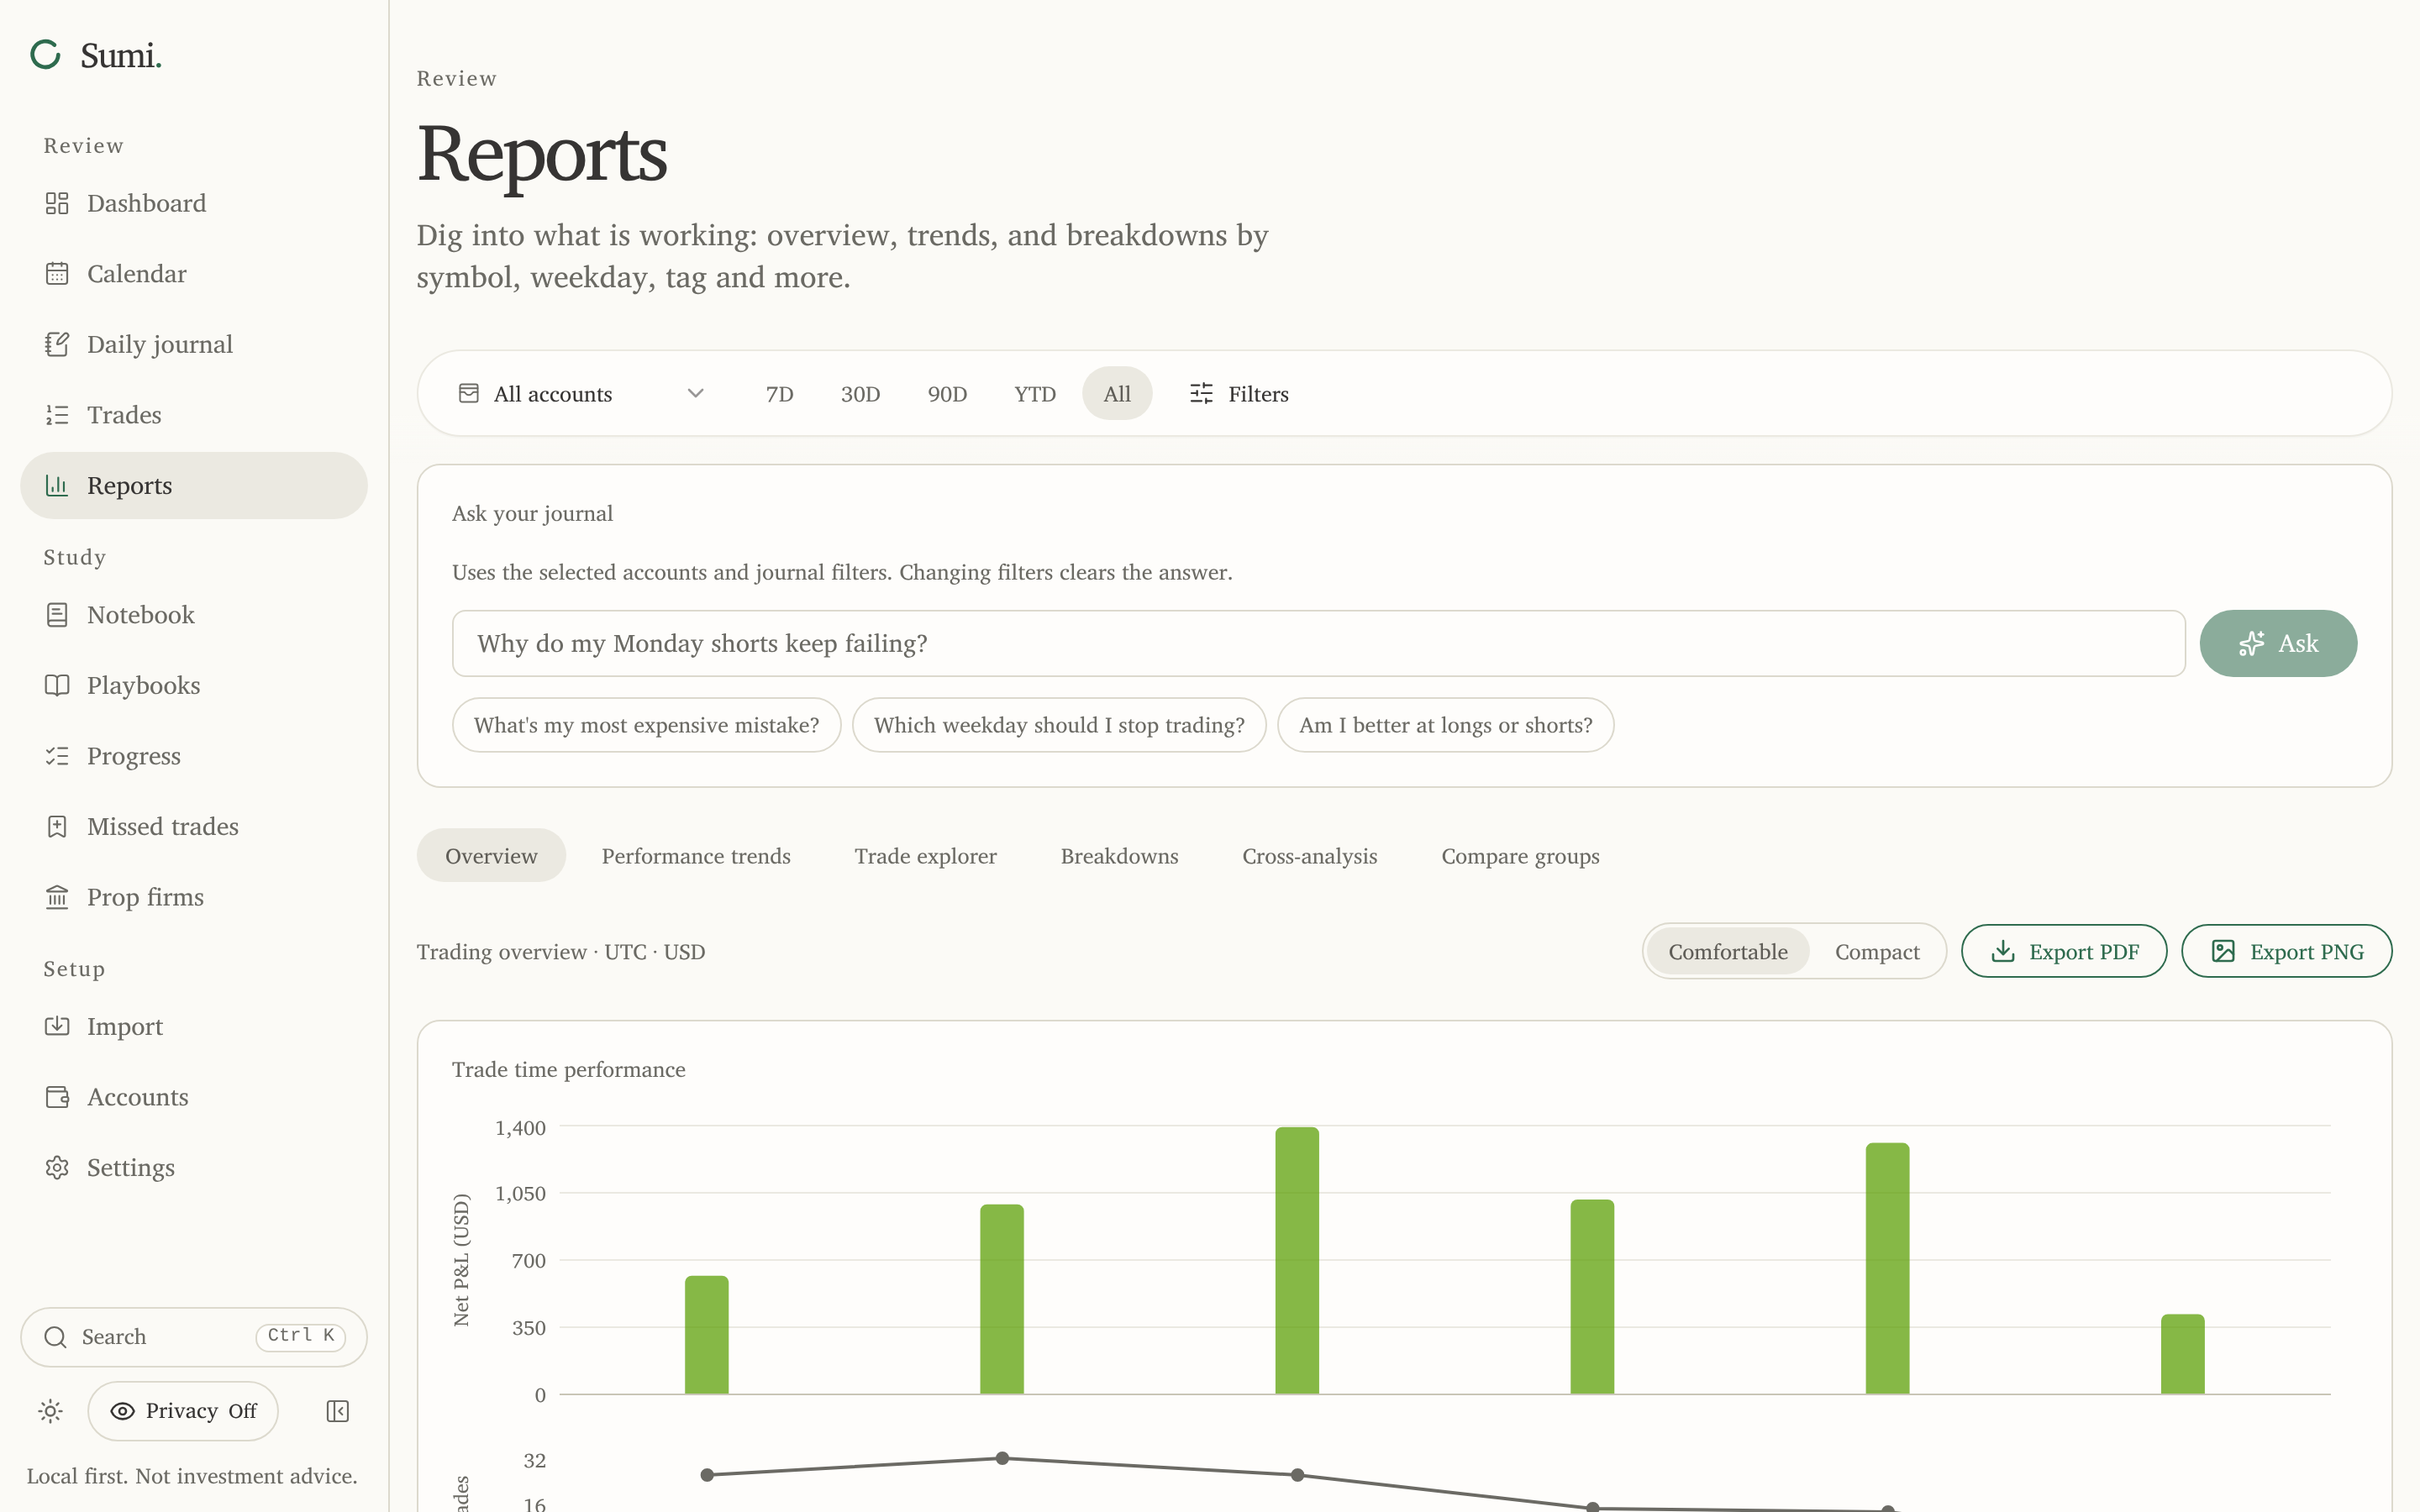 Sumi.
Review
Dashboard
Calendar
Daily journal
Trades
Reports
Study
Notebook
Playbooks
Progress
Missed trades
Prop firms
Setup
Import
Accounts
Settings
Search Ctrl K
Privacy Off
Local first. Not investment advice.
Review
Reports
Dig into what is working: overview, trends, and breakdowns by
symbol, weekday, tag and more.
All accounts 7D 30D 90D YTD All Filters
Ask your journal
Uses the selected accounts and journal filters. Changing filters clears the answer.
Why do my Monday shorts keep failing? Ask
What's my most expensive mistake? Which weekday should I stop trading? Am I better at longs or shorts?
Overview Performance trends Trade explorer Breakdowns Cross-analysis Compare groups
Trading overview · UTC · USD Comfortable Compact Export PDF Export PNG
Trade time performance
Net P&L (USD)
1,400
1,050
700
350
0
32
16